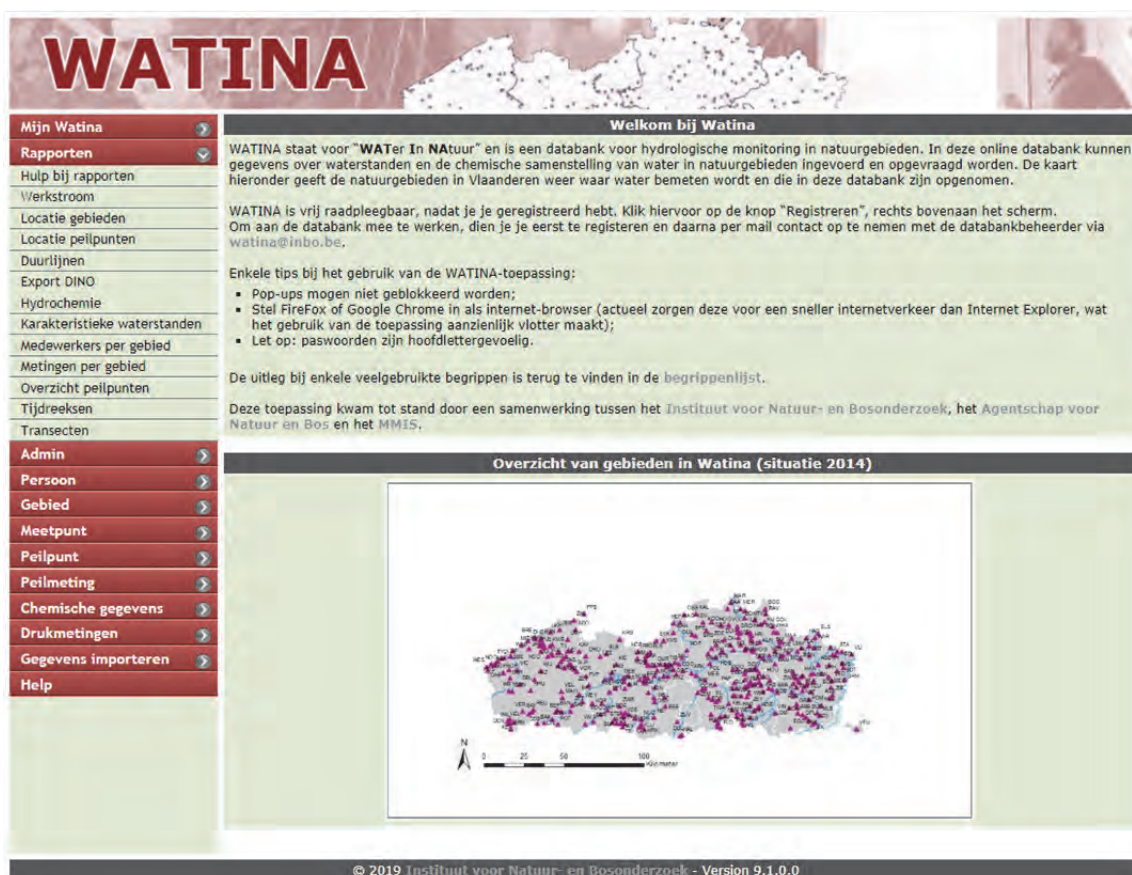 WATINA
Mijn Watina
Rapporten
Hulp bij rapporten
Werkstroom
Locatie gebieden
Locatie peilpunten
Duurlijnen
Export DINO
Hydrochemie
Karakteristieke waterstanden
Medewerkers per gebied
Metingen per gebied
Overzicht peilpunten
Tijdreeksen
Transecten
Admin
Persoon
Gebied
Meetpunt
Peilpunt
Peilmeting
Chemische gegevens
Drukmetingen
Gegevens importeren
Help
Welkom bij Watina
WATINA staat voor "WATer In NAtuur" en is een databank voor hydrologische monitoring in natuurgebieden. In deze online databank kunnen
gegevens over waterstanden en de chemische samenstelling van water in natuurgebieden ingevoerd en opgevraagd worden. De kaart
hieronder geeft de natuurgebieden in Vlaanderen weer waar water bemeten wordt en die in deze databank zijn opgenomen.
WATINA is vrij raadpleegbaar, nadat je je geregistreerd hebt. Klik hiervoor op de knop "Registreren", rechts bovenaan het scherm.
Om aan de databank mee te werken, dien je je eerst te registeren en daarna per mail contact op te nemen met de databankbeheerder via
watina@inbo.be.
Enkele tips bij het gebruik van de WATINA-toepassing:
▪ Pop-ups mogen niet geblokkeerd worden;
▪ Stel FireFox of Google Chrome in als internet-browser (actueel zorgen deze voor een sneller internetverkeer dan Internet Explorer, wat
het gebruik van de toepassing aanzienlijk vlotter maakt);
▪ Let op: paswoorden zijn hoofdlettergevoelig.
De uitleg bij enkele veelgebruikte begrippen is terug te vinden in de begrippenlijst.
Deze toepassing kwam tot stand door een samenwerking tussen het Instituut voor Natuur- en Bosonderzoek, het Agentschap voor
Natuur en Bos en het MMIS.
Overzicht van gebieden in Watina (situatie 2014)
N
0 25 50 100
Kilometer
© 2019 Instituut voor Natuur- en Bosonderzoek - Version 9.1.0.0